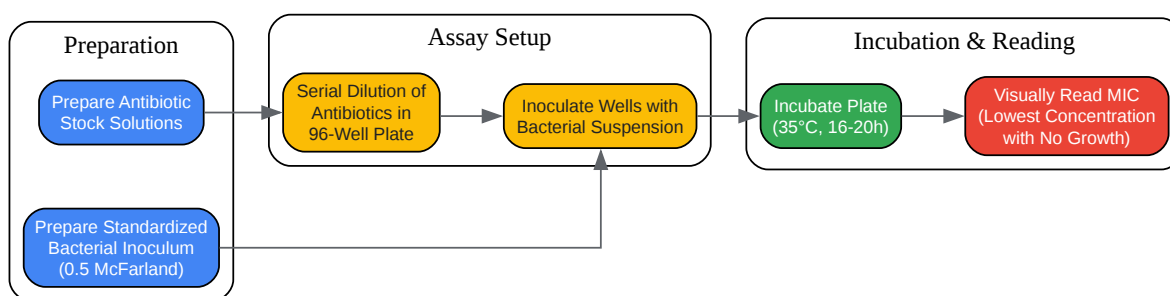 Preparation
Prepare Antibiotic
Stock Solutions
Prepare Standardized
Bacterial Inoculum
(0.5 McFarland)
Assay Setup
Serial Dilution of
Antibiotics in
96-Well Plate
Inoculate Wells with
Bacterial Suspension
Incubation & Reading
Incubate Plate
(35°C, 16-20h)
Visually Read MIC
(Lowest Concentration
with No Growth)